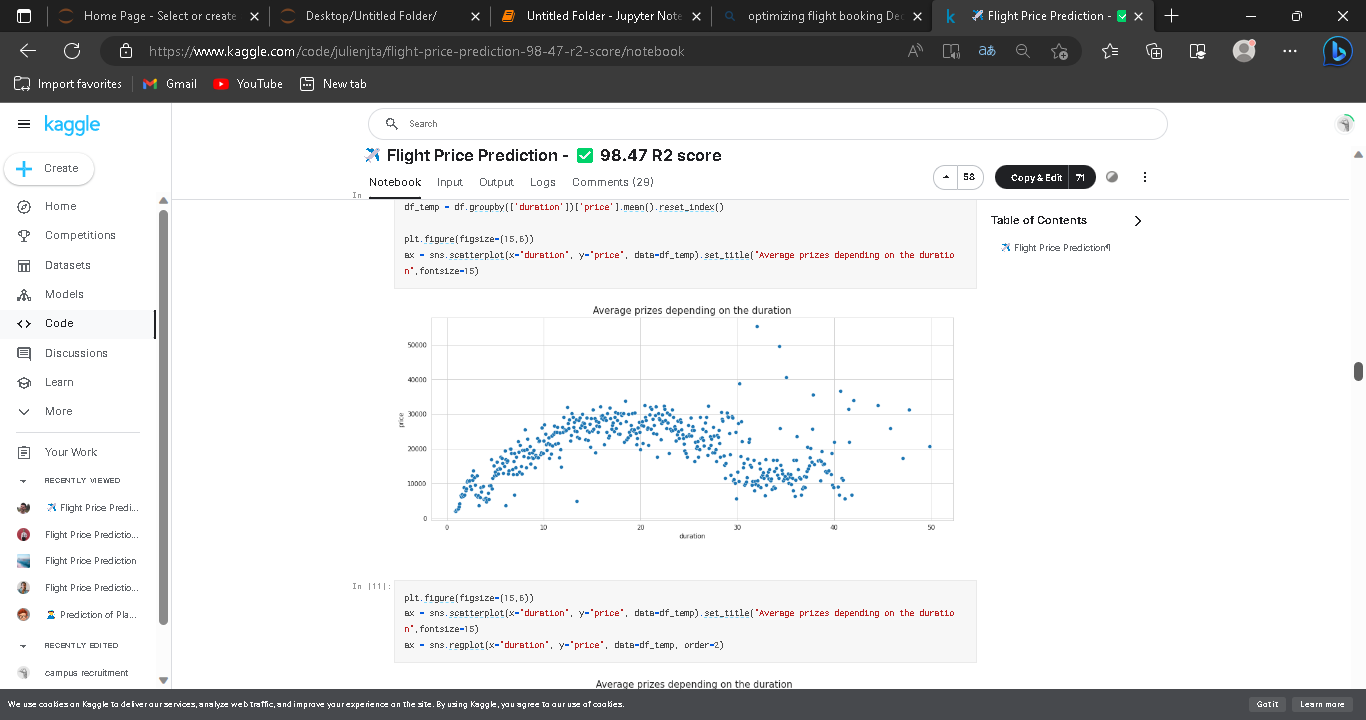 Home Page - Select or create
Desktop/Untitled Folder/
Untitled Folder - Jupyter Note
optimizing flight booking Dec
Flight Price Prediction -
https://www.kaggle.com/code/julienjta/flight-price-prediction-98-47-r2-score/notebook
Import favorites
Gmail
YouTube
New tab
kaggle
Search
Create
Flight Price Prediction - ✅ 98.47 R2 score
58
Copy & Edit
71
Notebook
Input
Output
Logs
Comments (29)
Home
Competitions
Datasets
Models
Code
Discussions
Learn
More
Your Work
RECENTLY VIEWED
Flight Price Predi...
Flight Price Predictio...
Flight Price Prediction
Flight Price Predictio...
Prediction of Pla...
RECENTLY EDITED
campus recruitment
In
df_temp = df.groupby(['duration'])['price'].mean().reset_index()
plt.figure(figsize=(15,6))
ax = sns.scatterplot(x="duration", y="price", data=df_temp).set_title("Average prizes depending on the duratio
n",fontsize=15)
Table of Contents
Flight Price Prediction¶
Average prizes depending on the duration
50000
40000
30000
20000
10000
0
price
0 10 20 30 40 50
duration
In [11]:
plt.figure(figsize=(15,6))
ax = sns.scatterplot(x="duration", y="price", data=df_temp).set_title("Average prizes depending on the duratio
n",fontsize=15)
ax = sns.regplot(x="duration", y="price", data=df_temp, order=2)
Average prizes depending on the duration
We use cookies on Kaggle to deliver our services, analyze web traffic, and improve your experience on the site. By using Kaggle, you agree to our use of cookies.
Got it
Learn more